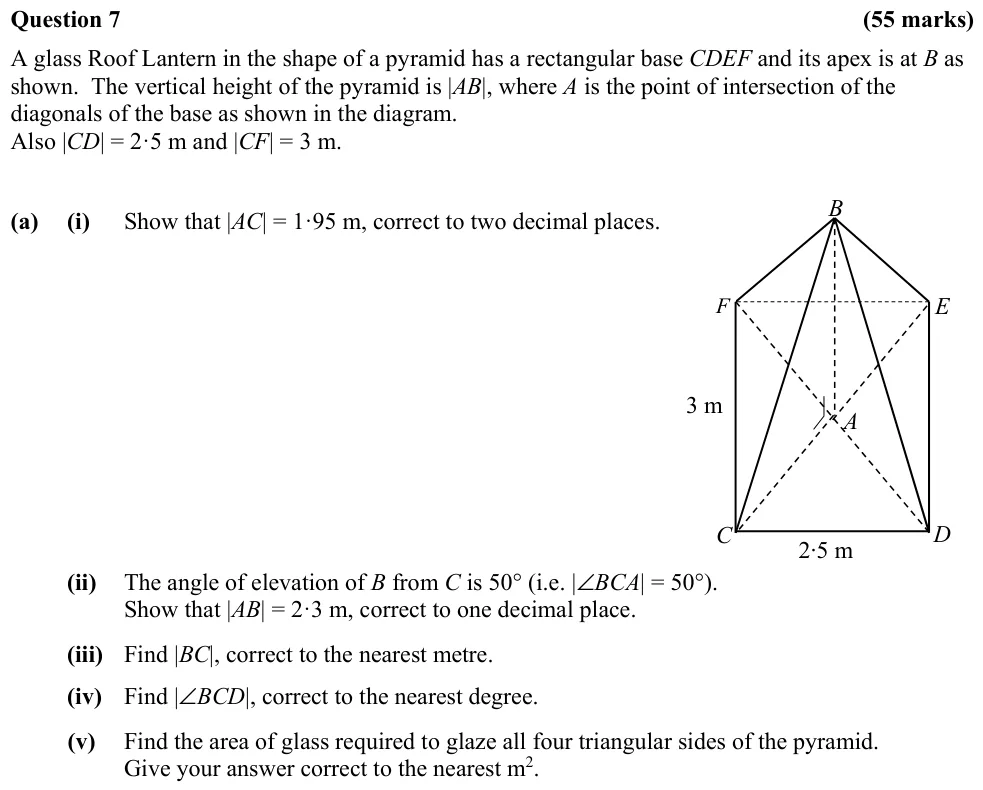 Question 7 (55 marks)
A glass Roof Lantern in the shape of a pyramid has a rectangular base CDEF and its apex is at B as
shown. The vertical height of the pyramid is |AB|, where A is the point of intersection of the
diagonals of the base as shown in the diagram.
Also |CD| = 2·5 m and |CF| = 3 m.
(a) (i) Show that |AC| = 1·95 m, correct to two decimal places.
B
F
E
3 m
A
C
D
2·5 m
(ii) The angle of elevation of B from C is 50° (i.e. |∠BCA| = 50°).
Show that |AB| = 2·3 m, correct to one decimal place.
(iii) Find |BC|, correct to the nearest metre.
(iv) Find |∠BCD|, correct to the nearest degree.
(v) Find the area of glass required to glaze all four triangular sides of the pyramid.
Give your answer correct to the nearest m².